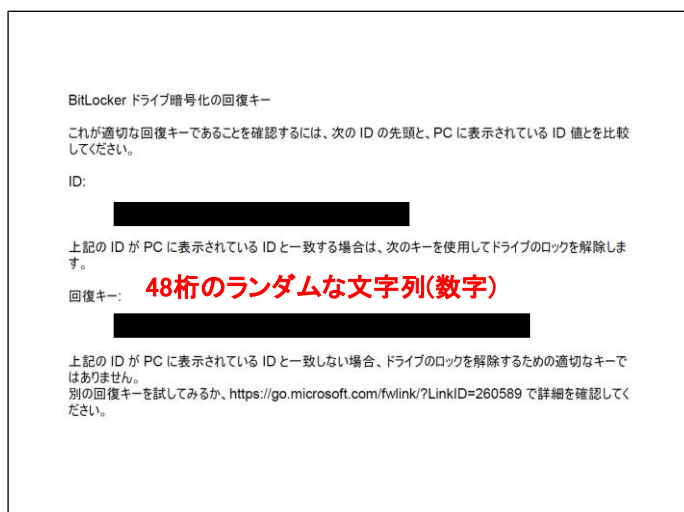 BitLocker ドライブ暗号化の回復キー
これが適切な回復キーであることを確認するには、次の ID の先頭と、PC に表示されている ID 値とを比較
してください。
ID:
上記の ID が PC に表示されている ID と一致する場合は、次のキーを使用してドライブのロックを解除しま
す。
回復キー: 48桁のランダムな文字列(数字)
上記の ID が PC に表示されている ID と一致しない場合、ドライブのロックを解除するための適切なキーで
はありません。
別の回復キーを試してみるか、https://go.microsoft.com/fwlink/?LinkID=260589 で詳細を確認してく
ださい。